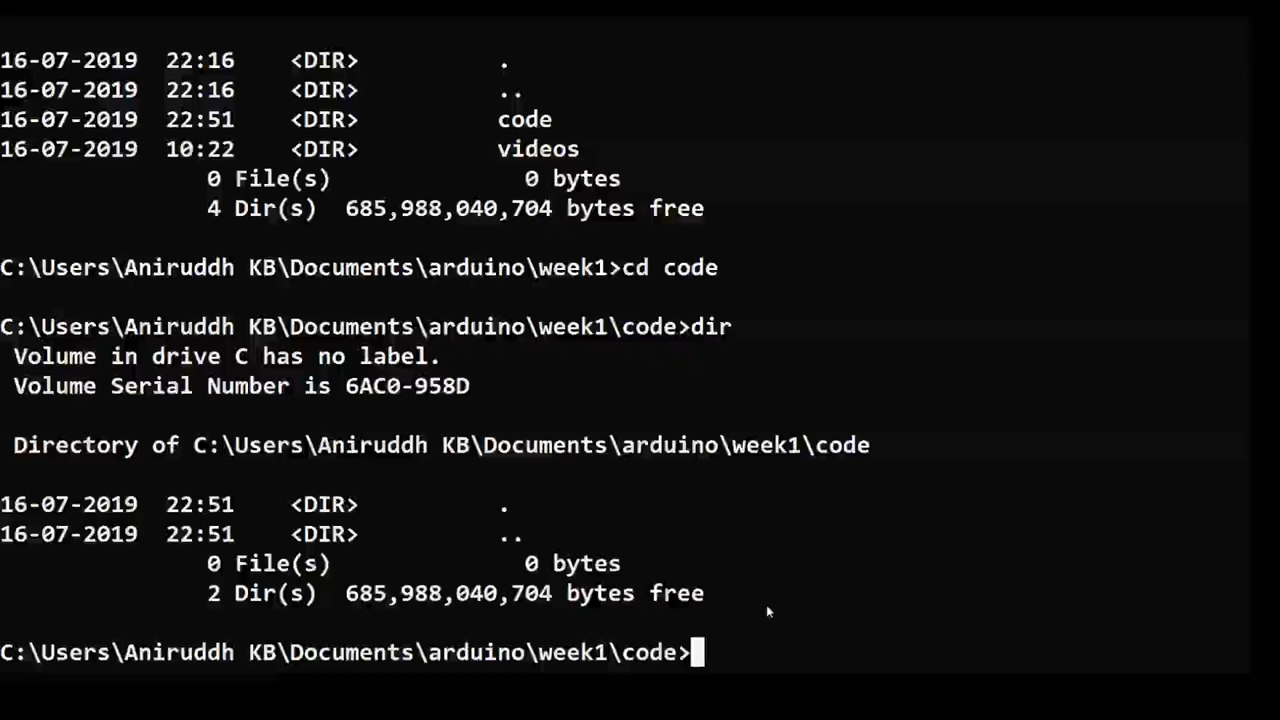 16-07-2019  22:16    <DIR>          .
16-07-2019  22:16    <DIR>          ..
16-07-2019  22:51    <DIR>          code
16-07-2019  10:22    <DIR>          videos
               0 File(s)              0 bytes
               4 Dir(s)  685,988,040,704 bytes free
C:\Users\Aniruddh KB\Documents\arduino\week1>cd code
C:\Users\Aniruddh KB\Documents\arduino\week1\code>dir
 Volume in drive C has no label.
 Volume Serial Number is 6AC0-958D
 Directory of C:\Users\Aniruddh KB\Documents\arduino\week1\code
16-07-2019  22:51    <DIR>          .
16-07-2019  22:51    <DIR>          ..
               0 File(s)              0 bytes
               2 Dir(s)  685,988,040,704 bytes free
C:\Users\Aniruddh KB\Documents\arduino\week1\code>